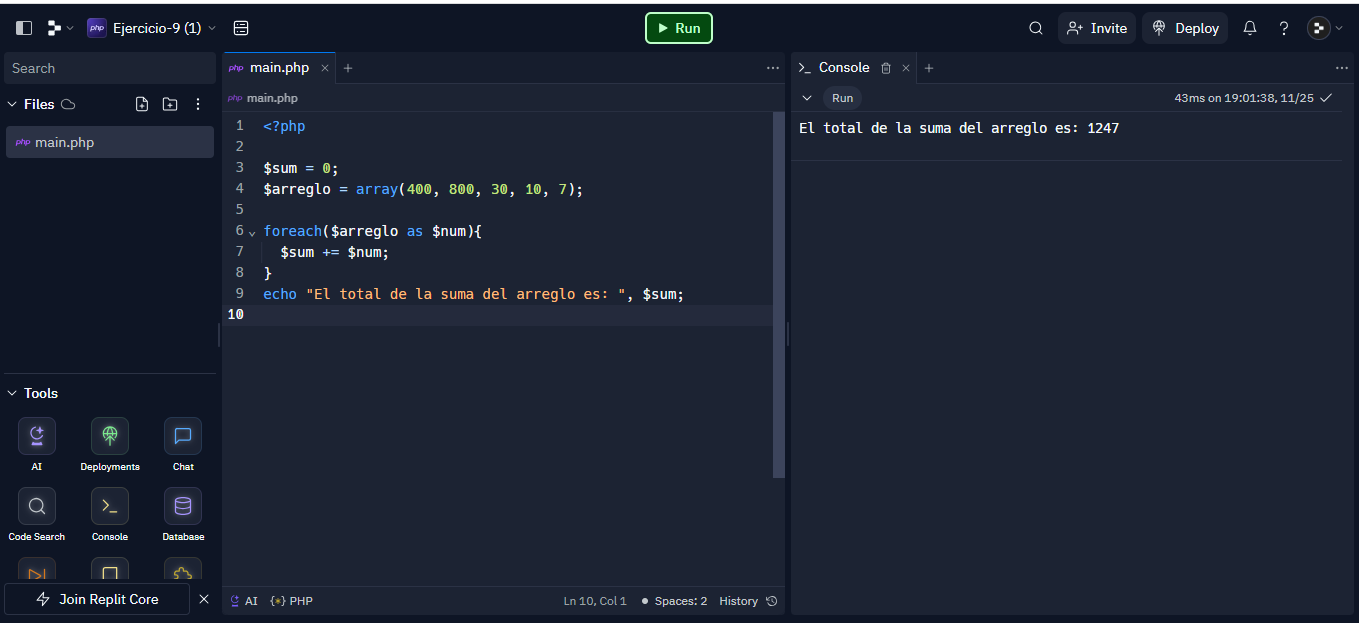 php Ejercicio-9 (1)
Run
Invite
Deploy
Search
Files
php main.php
Tools
AI
Deployments
Chat
Code Search
Console
Database
Join Replit Core
php main.php
php main.php
1 <?php
2
3 $sum = 0;
4 $arreglo = array(400, 800, 30, 10, 7);
5
6 foreach($arreglo as $num){
7 $sum += $num;
8 }
9 echo "El total de la suma del arreglo es: ", $sum;
10
AI
PHP
Ln 10, Col 1
Spaces: 2
History
Console
Run
43ms on 19:01:38, 11/25
El total de la suma del arreglo es: 1247